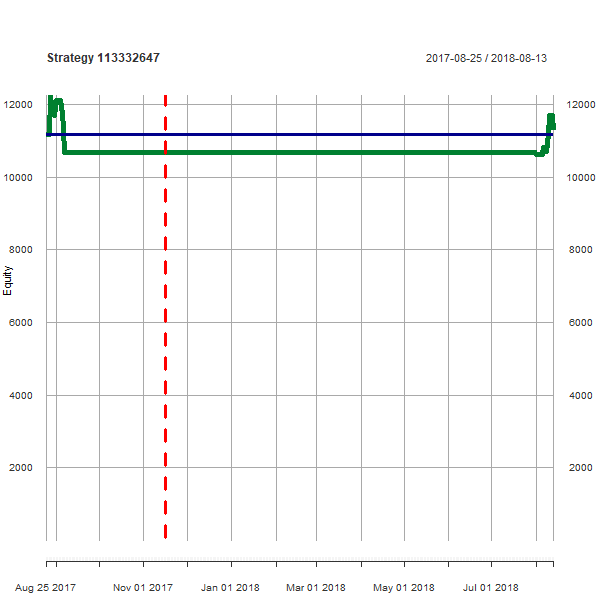 Strategy 113332647
2017-08-25 / 2018-08-13
12000
12000
10000
10000
8000
8000
6000
6000
4000
4000
2000
2000
Equity
Aug 25 2017
Nov 01 2017
Jan 01 2018
Mar 01 2018
May 01 2018
Jul 01 2018